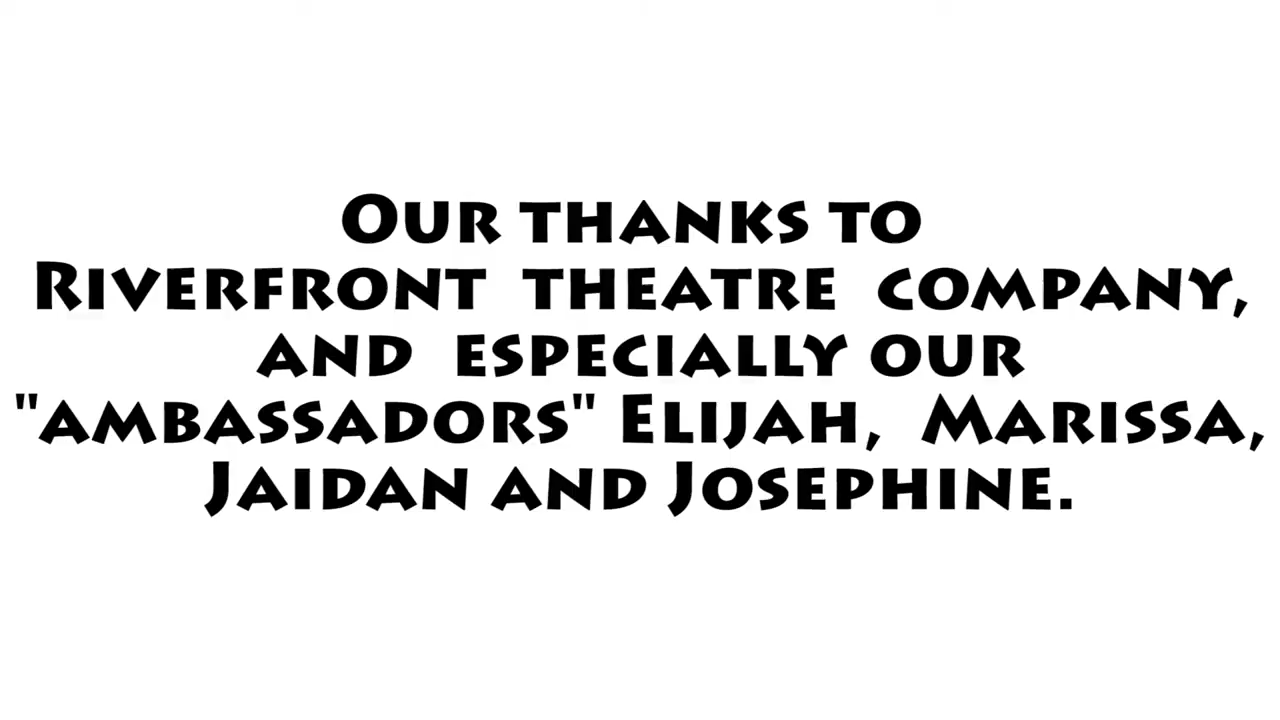 Our thanks to
Riverfront theatre company,
and especially our
"ambassadors" Elijah, Marissa,
Jaidan and Josephine.